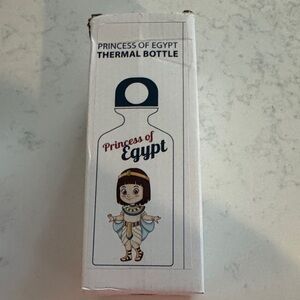 PRINCESS OF EGYPT
THERMAL BOTTLE
Princess of
Egypt